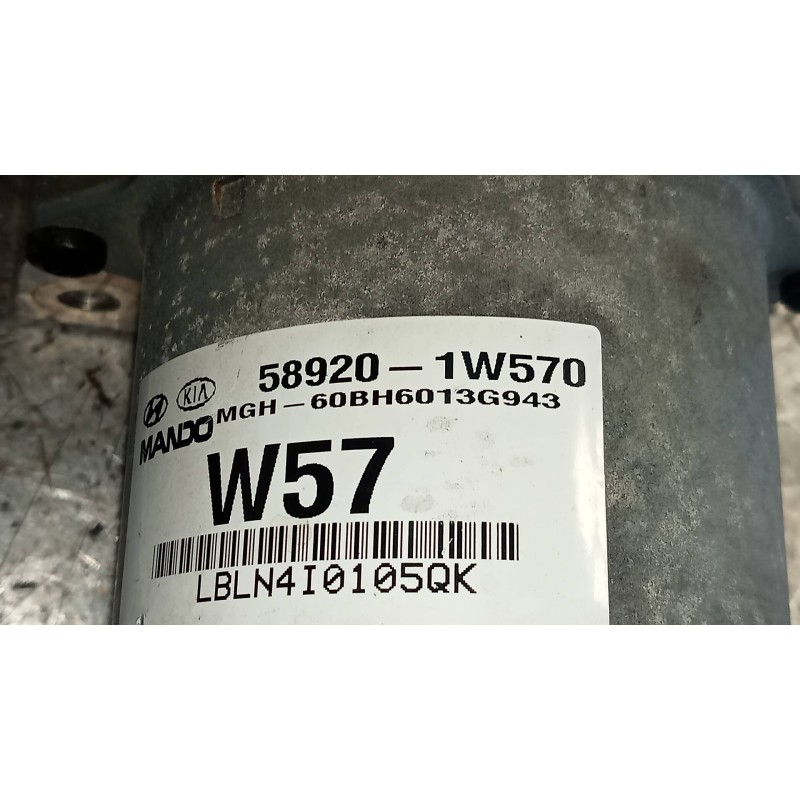 58920-1W570
KIA
MGH-60BH6013G943
MANDO
W57
LBLN4I0105QK